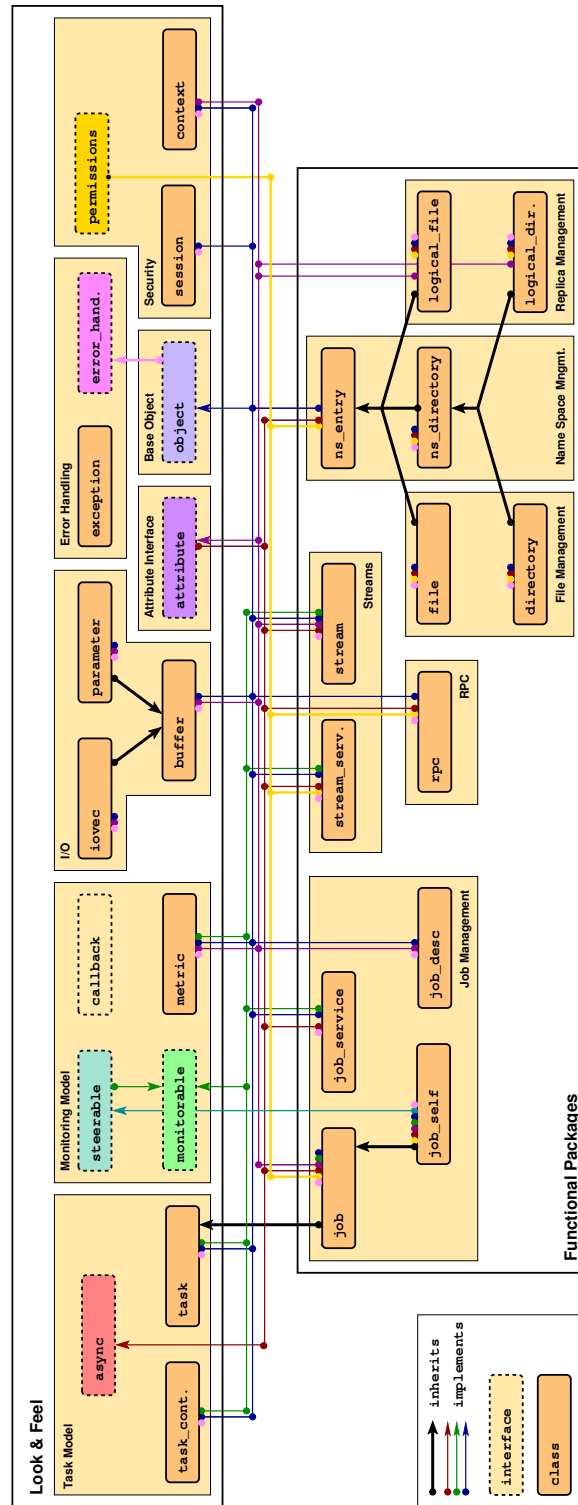 Look & Feel
Task Model
task_cont.
async
task
Monitoring Model
steerable
monitorable
callback
metric
I/O
iovec
parameter
buffer
Error Handling
exception
error_hand.
Attribute Interface
attribute
Base Object
object
Security
session
permissions
context
Functional Packages
Job Management
job
job_self
job_service
job_desc
Streams
stream_serv.
stream
RPC
rpc
File Management
file
directory
Name Space Mngmt.
ns_entry
ns_directory
Replica Management
logical_file
logical_dir.
inherits
implements
interface
class